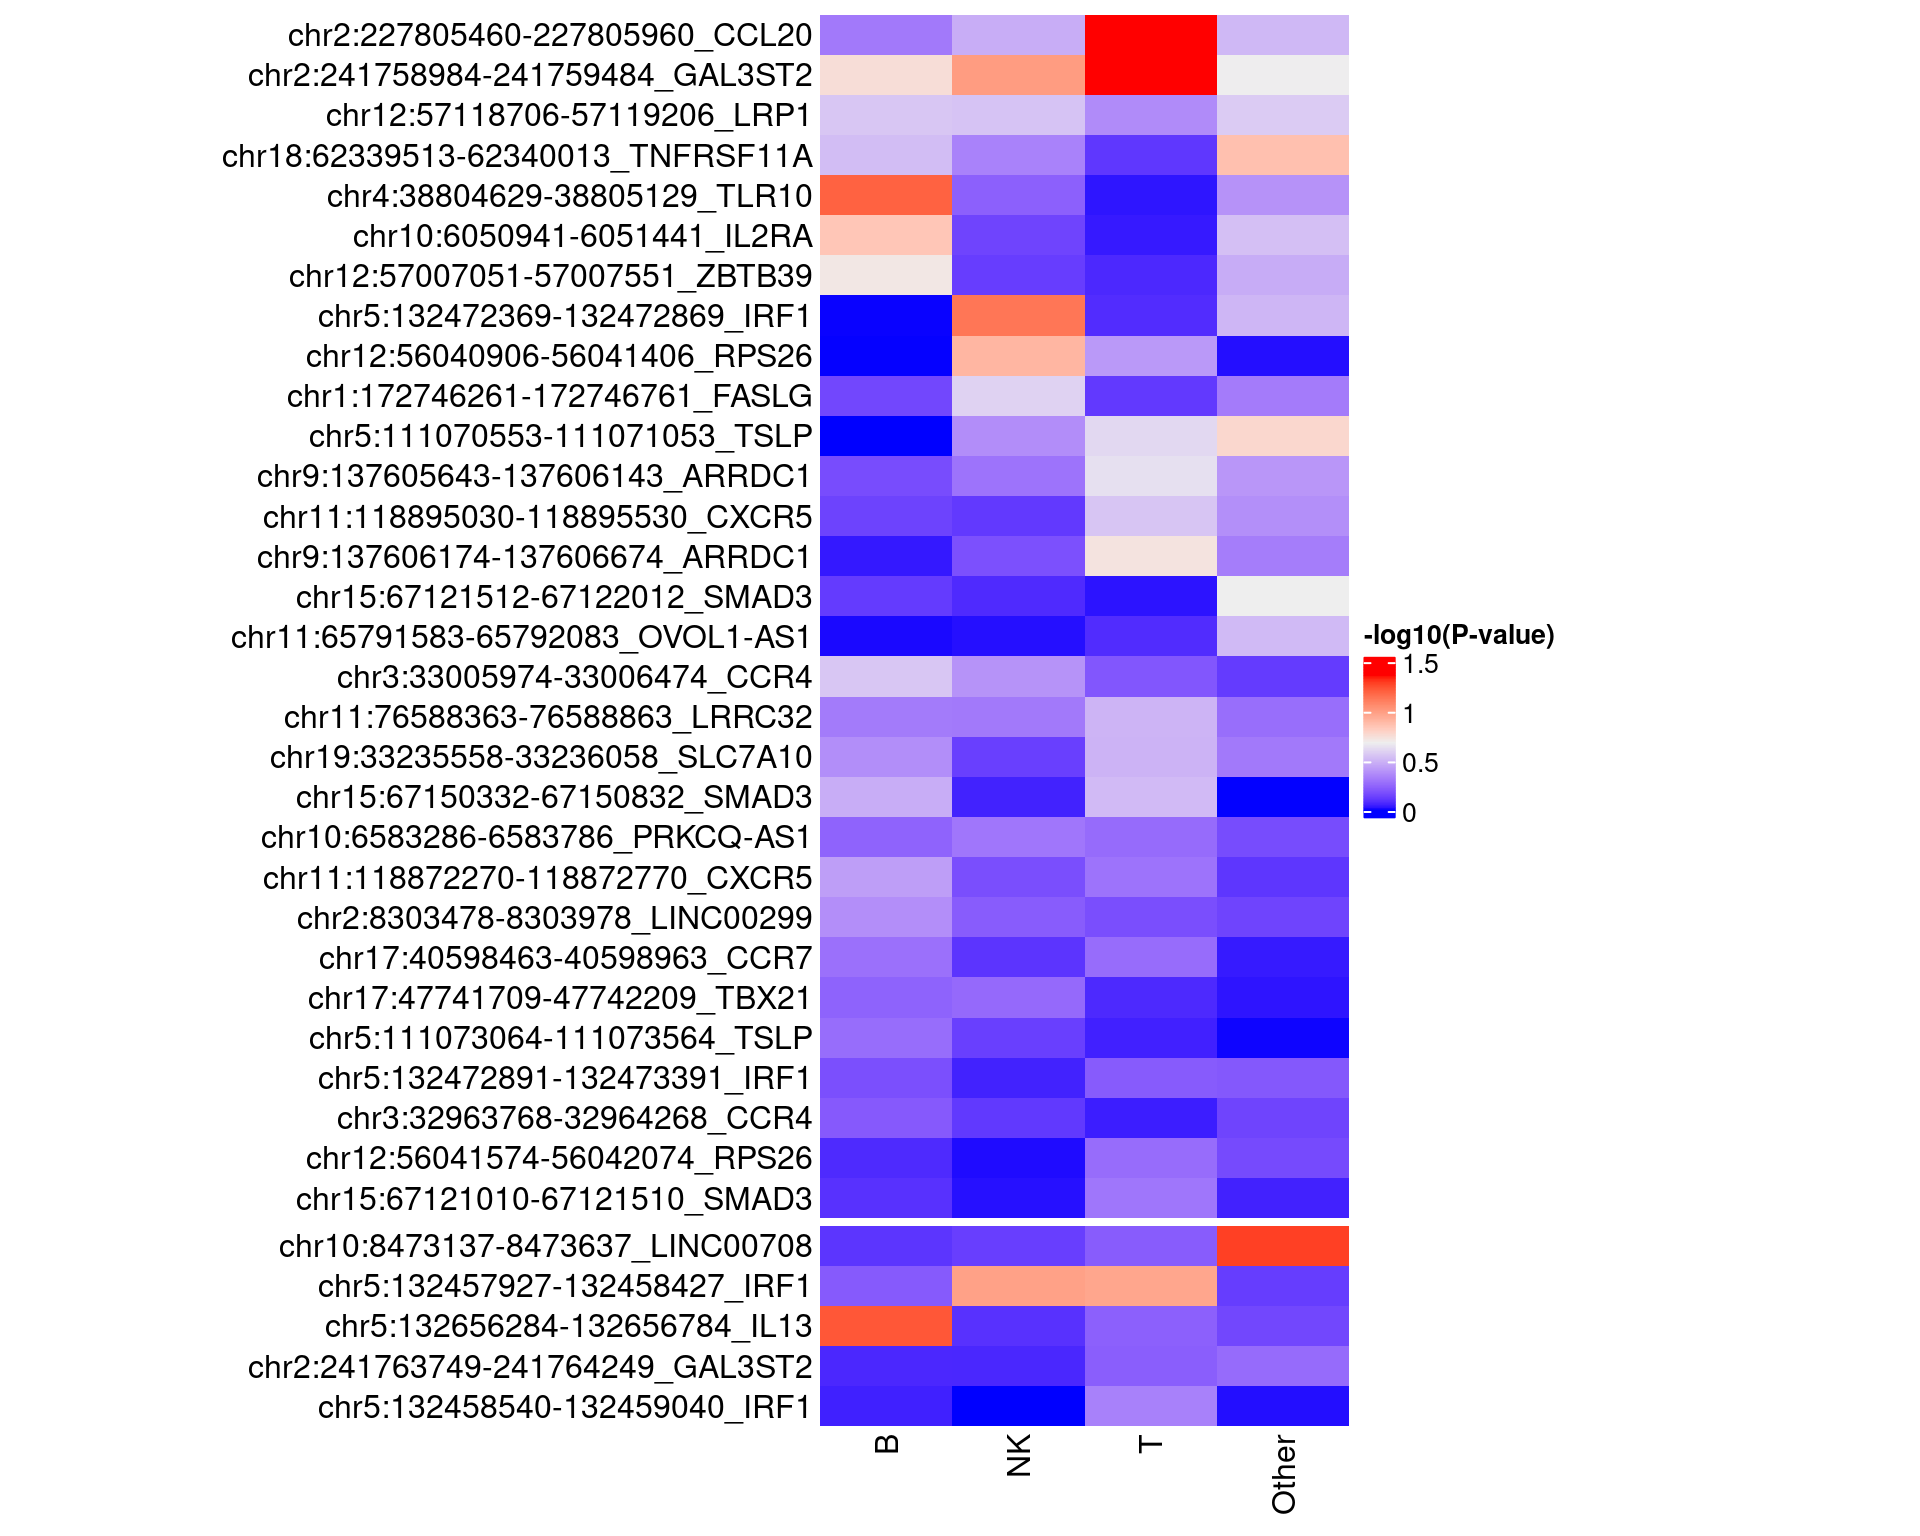 chr2:227805460-227805960_CCL20
chr2:241758984-241759484_GAL3ST2
chr12:57118706-57119206_LRP1
chr18:62339513-62340013_TNFRSF11A
chr4:38804629-38805129_TLR10
chr10:6050941-6051441_IL2RA
chr12:57007051-57007551_ZBTB39
chr5:132472369-132472869_IRF1
chr12:56040906-56041406_RPS26
chr1:172746261-172746761_FASLG
chr5:111070553-111071053_TSLP
chr9:137605643-137606143_ARRDC1
chr11:118895030-118895530_CXCR5
chr9:137606174-137606674_ARRDC1
chr15:67121512-67122012_SMAD3
chr11:65791583-65792083_OVOL1-AS1
chr3:33005974-33006474_CCR4
chr11:76588363-76588863_LRRC32
chr19:33235558-33236058_SLC7A10
chr15:67150332-67150832_SMAD3
chr10:6583286-6583786_PRKCQ-AS1
chr11:118872270-118872770_CXCR5
chr2:8303478-8303978_LINC00299
chr17:40598463-40598963_CCR7
chr17:47741709-47742209_TBX21
chr5:111073064-111073564_TSLP
chr5:132472891-132473391_IRF1
chr3:32963768-32964268_CCR4
chr12:56041574-56042074_RPS26
chr15:67121010-67121510_SMAD3
chr10:8473137-8473637_LINC00708
chr5:132457927-132458427_IRF1
chr5:132656284-132656784_IL13
chr2:241763749-241764249_GAL3ST2
chr5:132458540-132459040_IRF1
B
NK
T
Other
-log10(P-value)
1.5
1
0.5
0